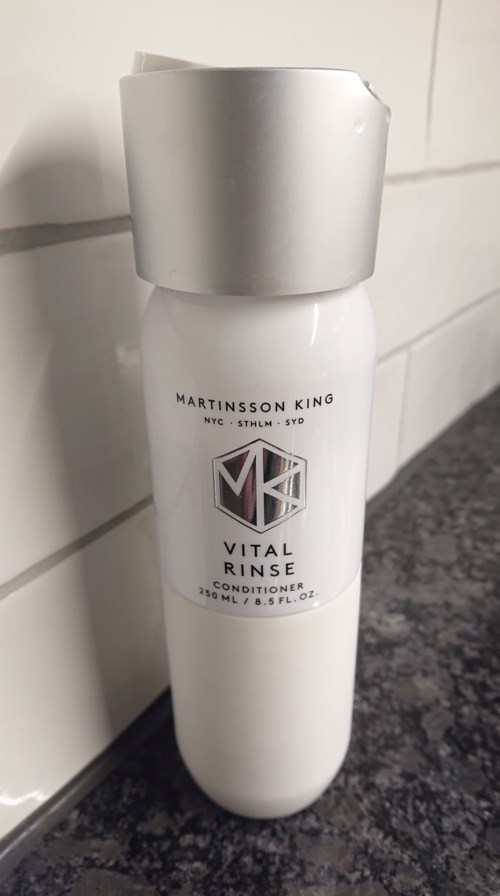 MARTINSSON KING
NYC · STHLM · SYD
MK
VITAL
RINSE
CONDITIONER
250 ML / 8.5 FL. OZ.